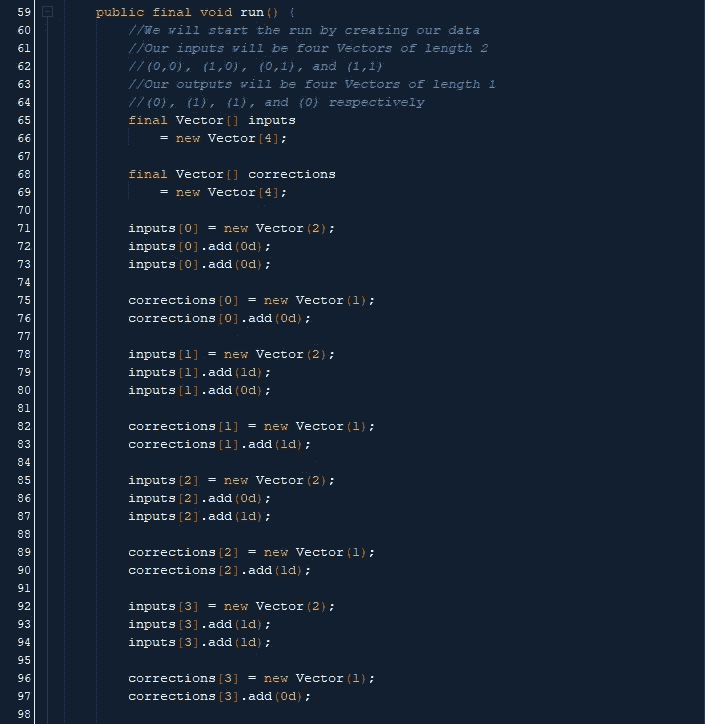 59 public final void run() {
60 //We will start the run by creating our data
61 //Our inputs will be four Vectors of length 2
62 //(0,0), (1,0), (0,1), and (1,1)
63 //Our outputs will be four Vectors of length 1
64 //(0), (1), (1), and (0) respectively
65 final Vector[] inputs
66 = new Vector[4];
67
68 final Vector[] corrections
69 = new Vector[4];
70
71 inputs[0] = new Vector(2);
72 inputs[0].add(0d);
73 inputs[0].add(0d);
74
75 corrections[0] = new Vector(1);
76 corrections[0].add(0d);
77
78 inputs[1] = new Vector(2);
79 inputs[1].add(1d);
80 inputs[1].add(0d);
81
82 corrections[1] = new Vector(1);
83 corrections[1].add(1d);
84
85 inputs[2] = new Vector(2);
86 inputs[2].add(0d);
87 inputs[2].add(1d);
88
89 corrections[2] = new Vector(1);
90 corrections[2].add(1d);
91
92 inputs[3] = new Vector(2);
93 inputs[3].add(1d);
94 inputs[3].add(1d);
95
96 corrections[3] = new Vector(1);
97 corrections[3].add(0d);
98